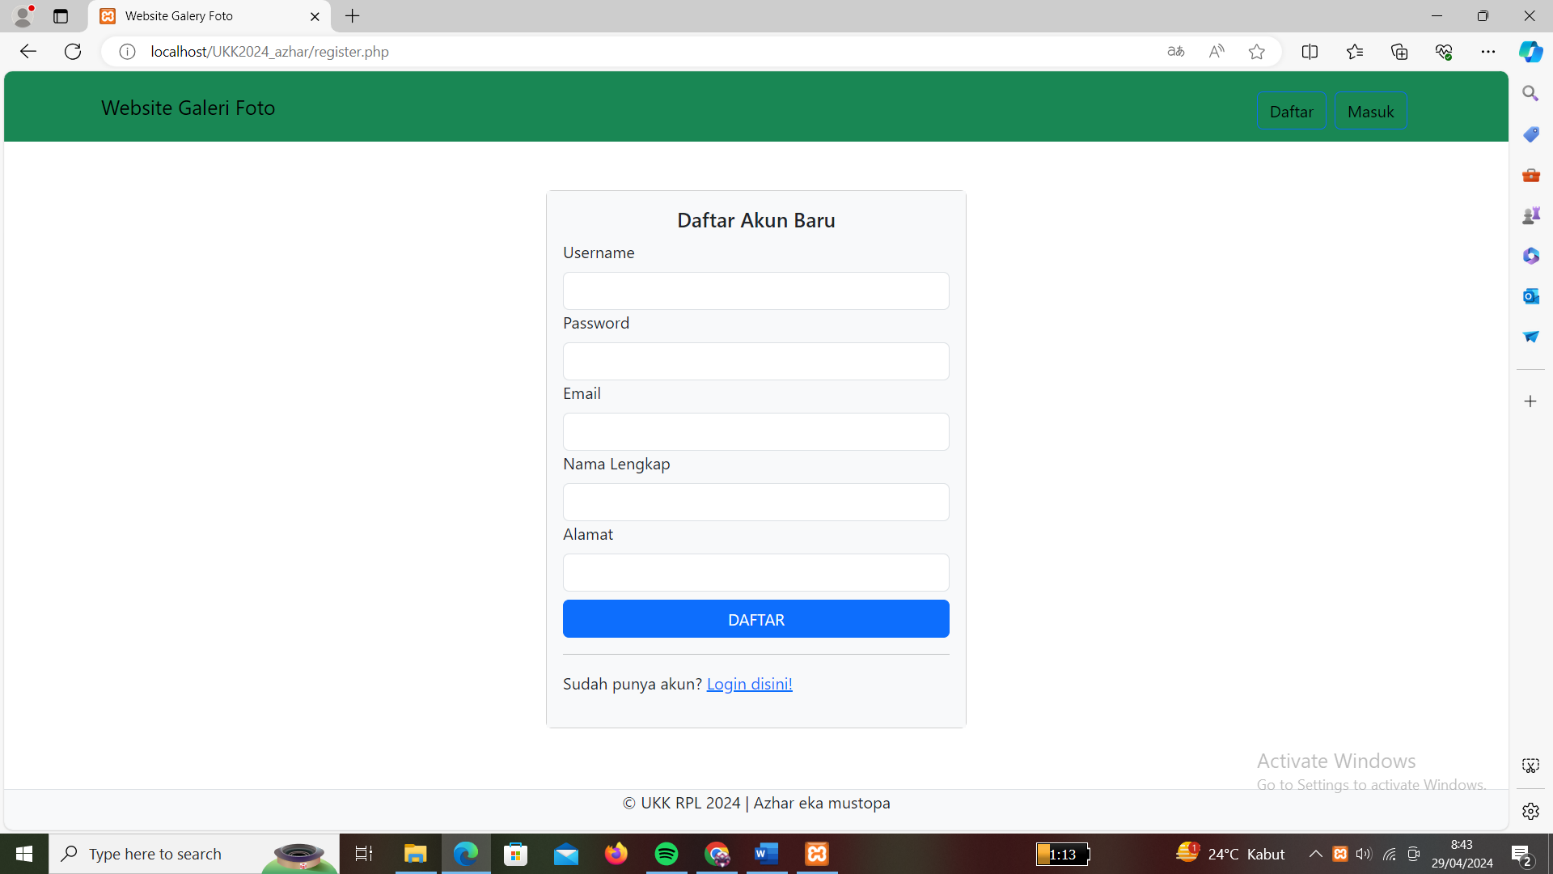 Website Galery Foto
localhost/UKK2024_azhar/register.php
Website Galeri Foto
Daftar
Masuk
Daftar Akun Baru
Username
Password
Email
Nama Lengkap
Alamat
DAFTAR
Sudah punya akun? Login disini!
Activate Windows
Go to Settings to activate Windows.
© UKK RPL 2024 | Azhar eka mustopa
Type here to search
1:13
1
24°C Kabut
8:43
29/04/2024
2